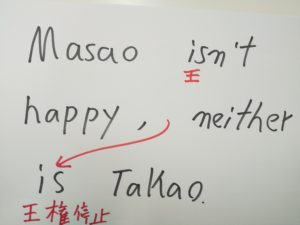 Masao isn't
王
happy, neither
is Takao.
王権停止